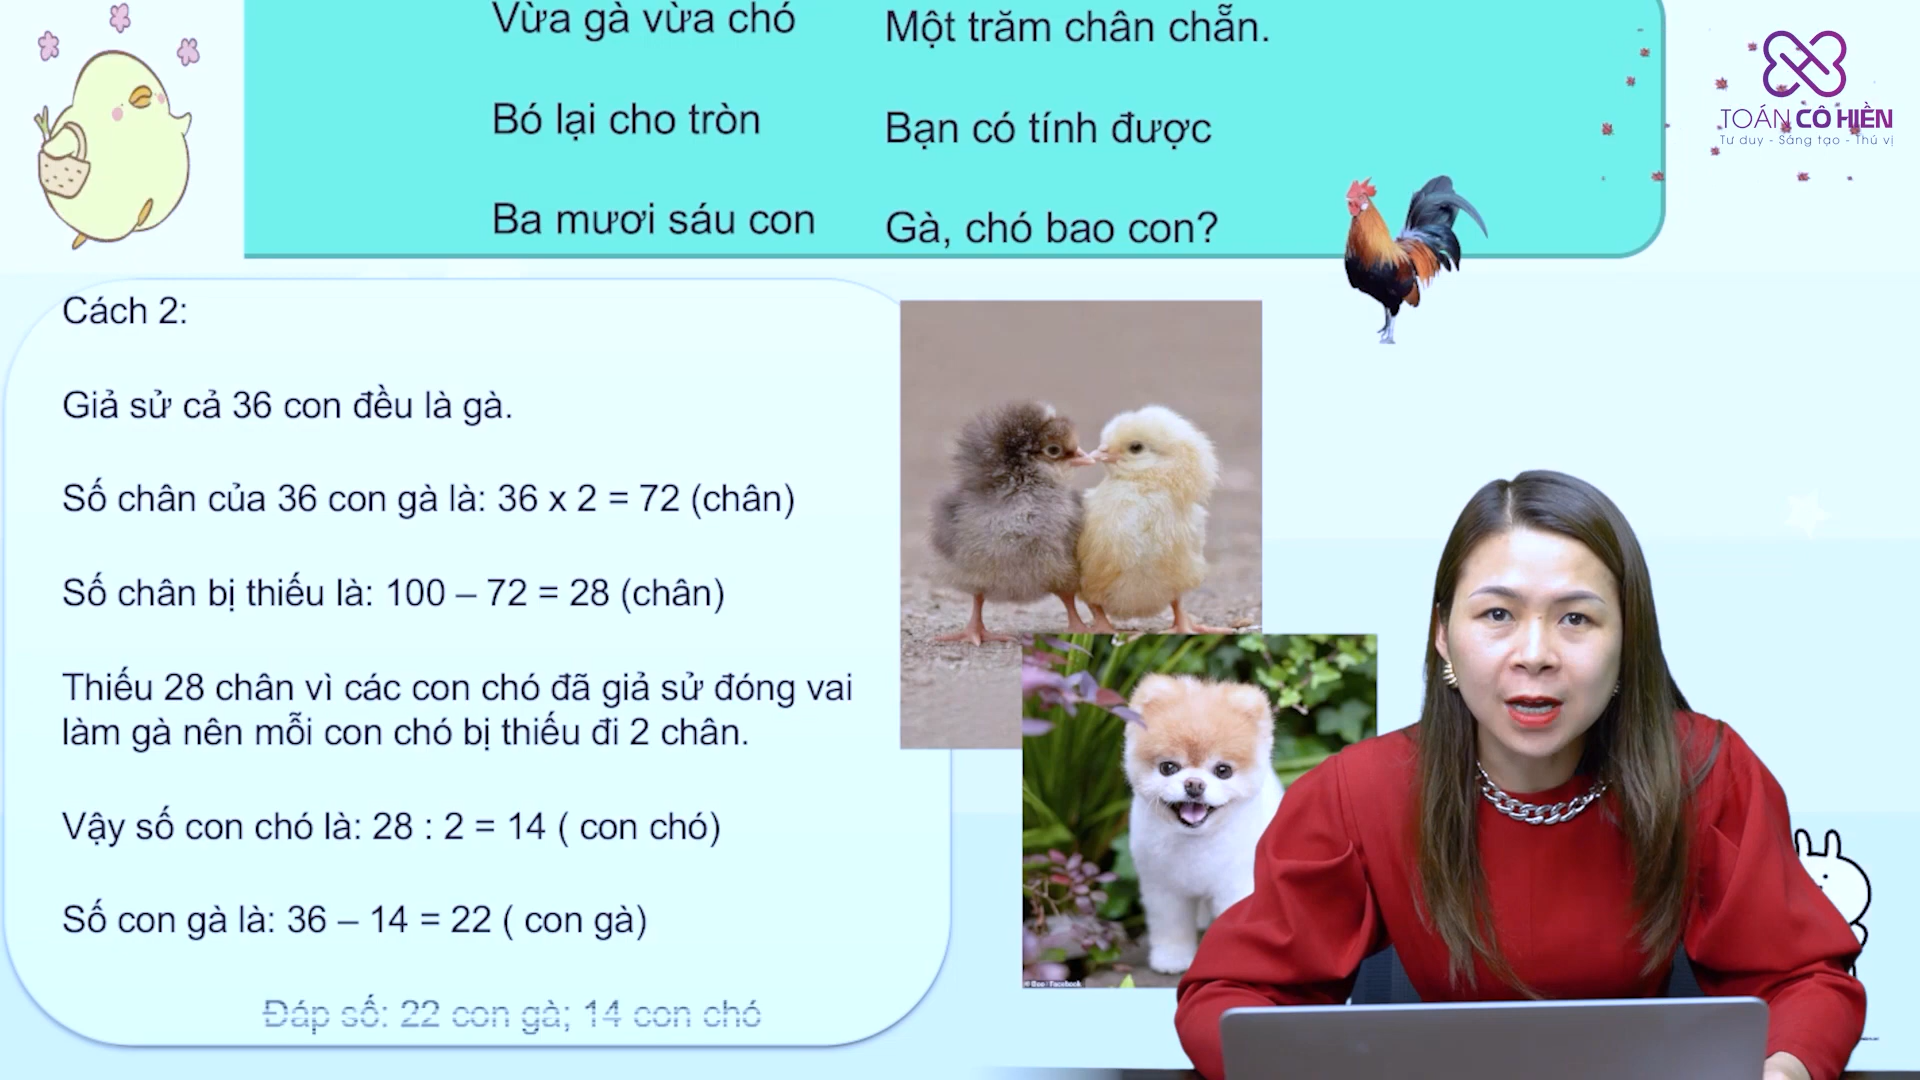 Vừa gà vừa chó
Bó lại cho tròn
Ba mươi sáu con
Một trăm chân chẵn.
Bạn có tính được
Gà, chó bao con?
TOÁN CÔ HIỀN
Tư duy - Sáng tạo - Thú vị
Cách 2:
Giả sử cả 36 con đều là gà.
Số chân của 36 con gà là: 36 x 2 = 72 (chân)
Số chân bị thiếu là: 100 – 72 = 28 (chân)
Thiếu 28 chân vì các con chó đã giả sử đóng vai
làm gà nên mỗi con chó bị thiếu đi 2 chân.
Vậy số con chó là: 28 : 2 = 14 ( con chó)
Số con gà là: 36 – 14 = 22 ( con gà)
Đáp số: 22 con gà; 14 con chó
© Boo / Facebook